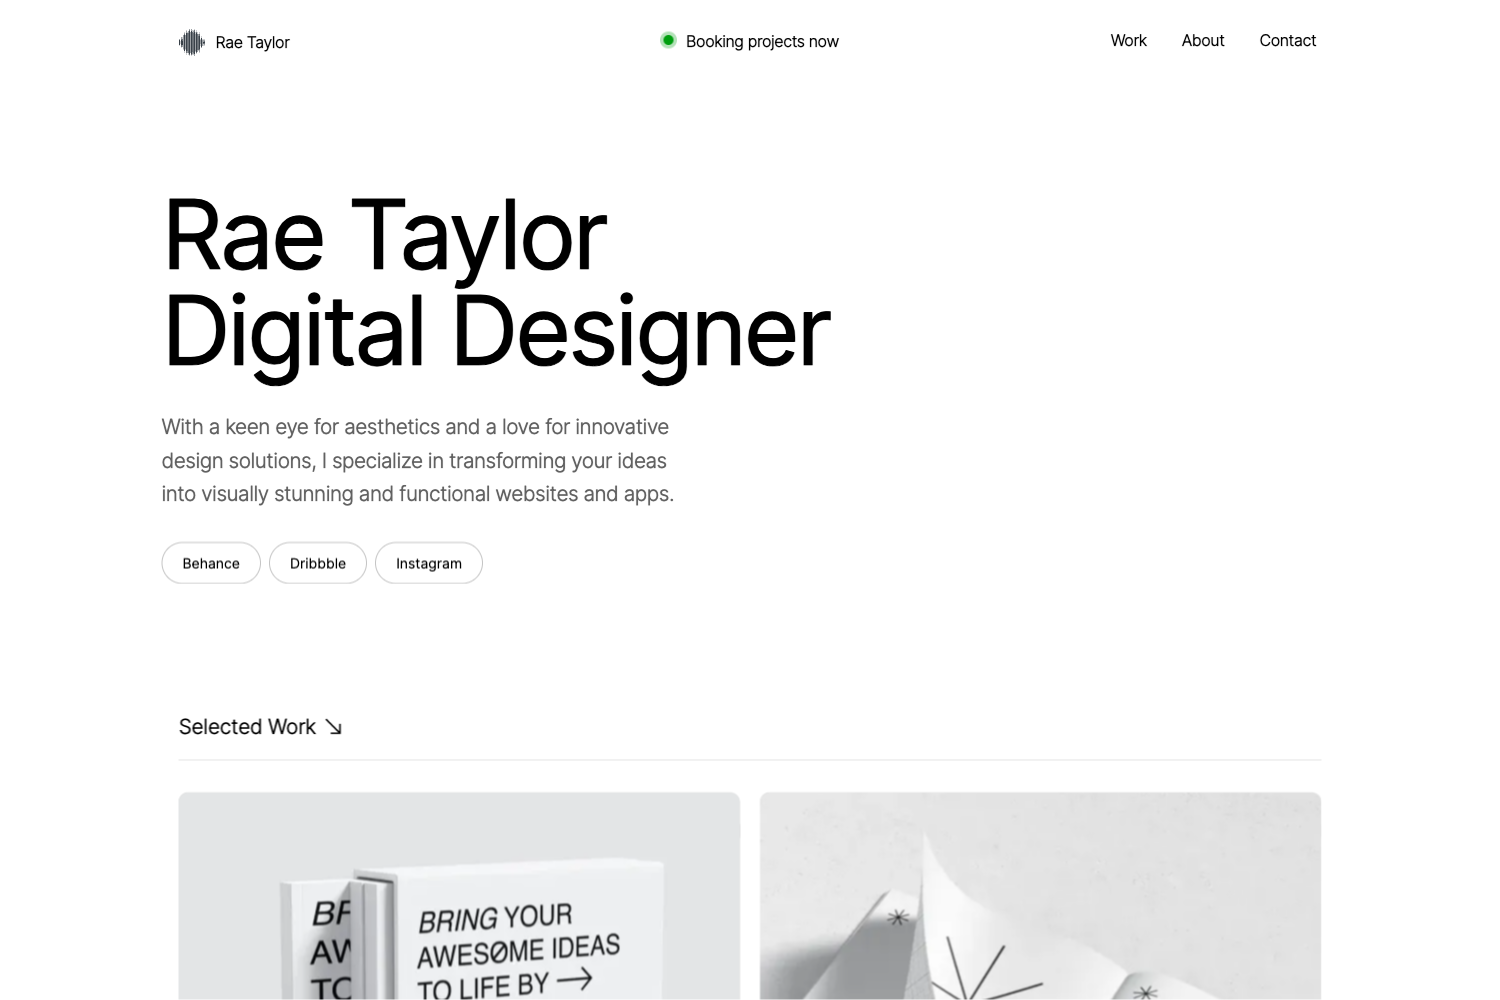 Rae Taylor
Booking projects now
Work
About
Contact
Rae Taylor
Digital Designer
With a keen eye for aesthetics and a love for innovative
design solutions, I specialize in transforming your ideas
into visually stunning and functional websites and apps.
Behance
Dribbble
Instagram
Selected Work ↘
BR
AW
TO
BRING YOUR
AWESØME IDEAS
TO LIFE BY →